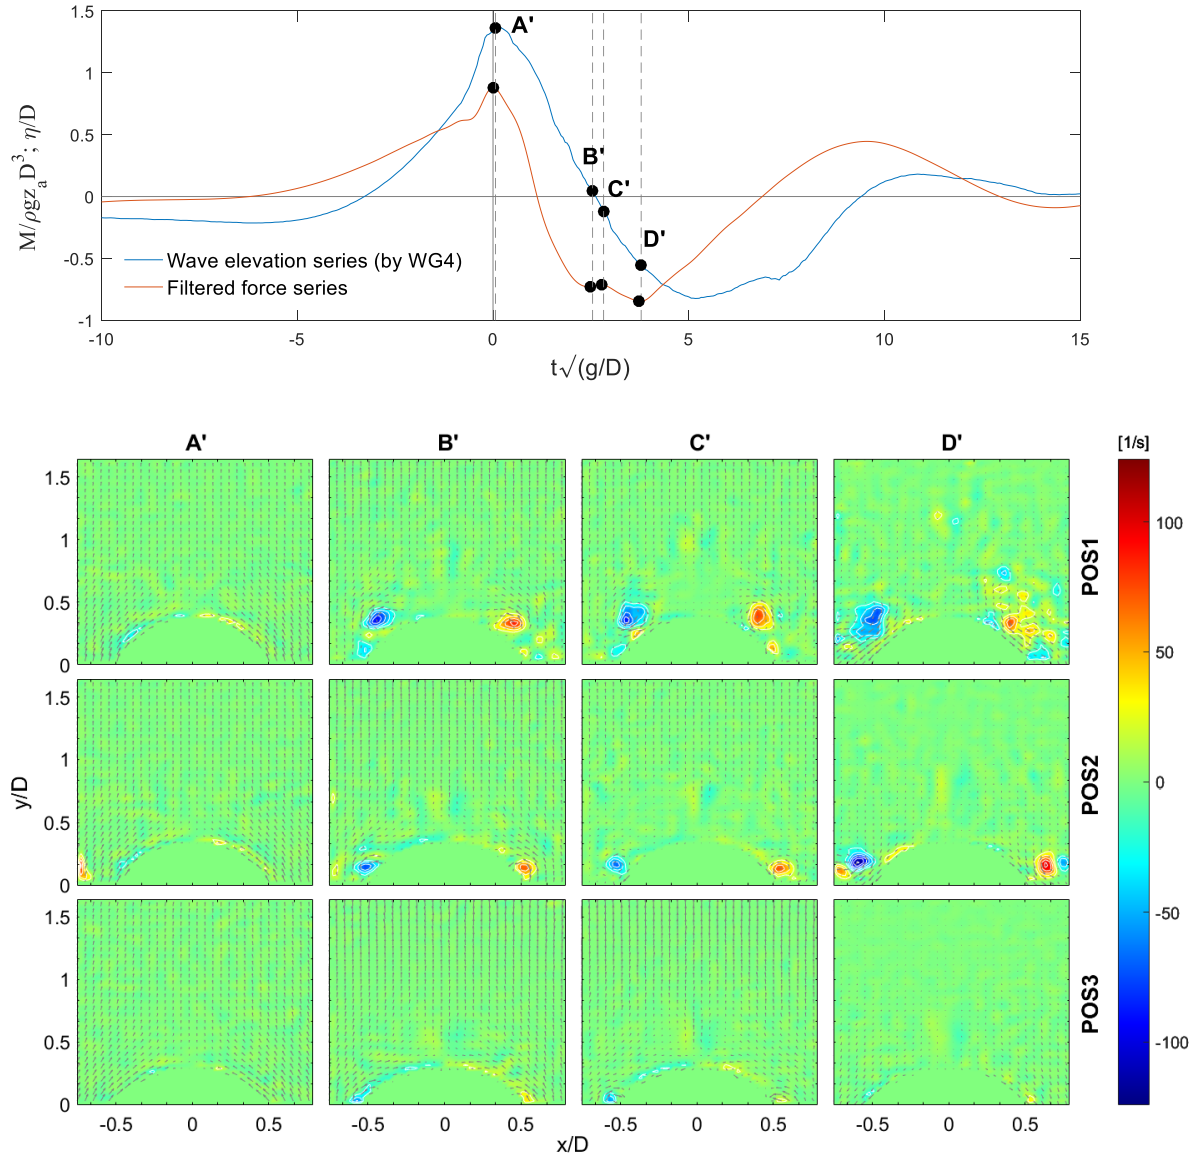 1.5
1
0.5
0
-0.5
-1
M/ρgz_aD³; η/D
A'
B'
C'
D'
Wave elevation series (by WG4)
Filtered force series
-10 -5 0 5 10 15
t√(g/D)
A' B' C' D' [1/s]
1.5
1
0.5
0
POS1
1.5
1
0.5
0
POS2
1.5
1
0.5
0
POS3
y/D
100
50
0
-50
-100
-0.5 0 0.5 -0.5 0 0.5 -0.5 0 0.5 -0.5 0 0.5
x/D